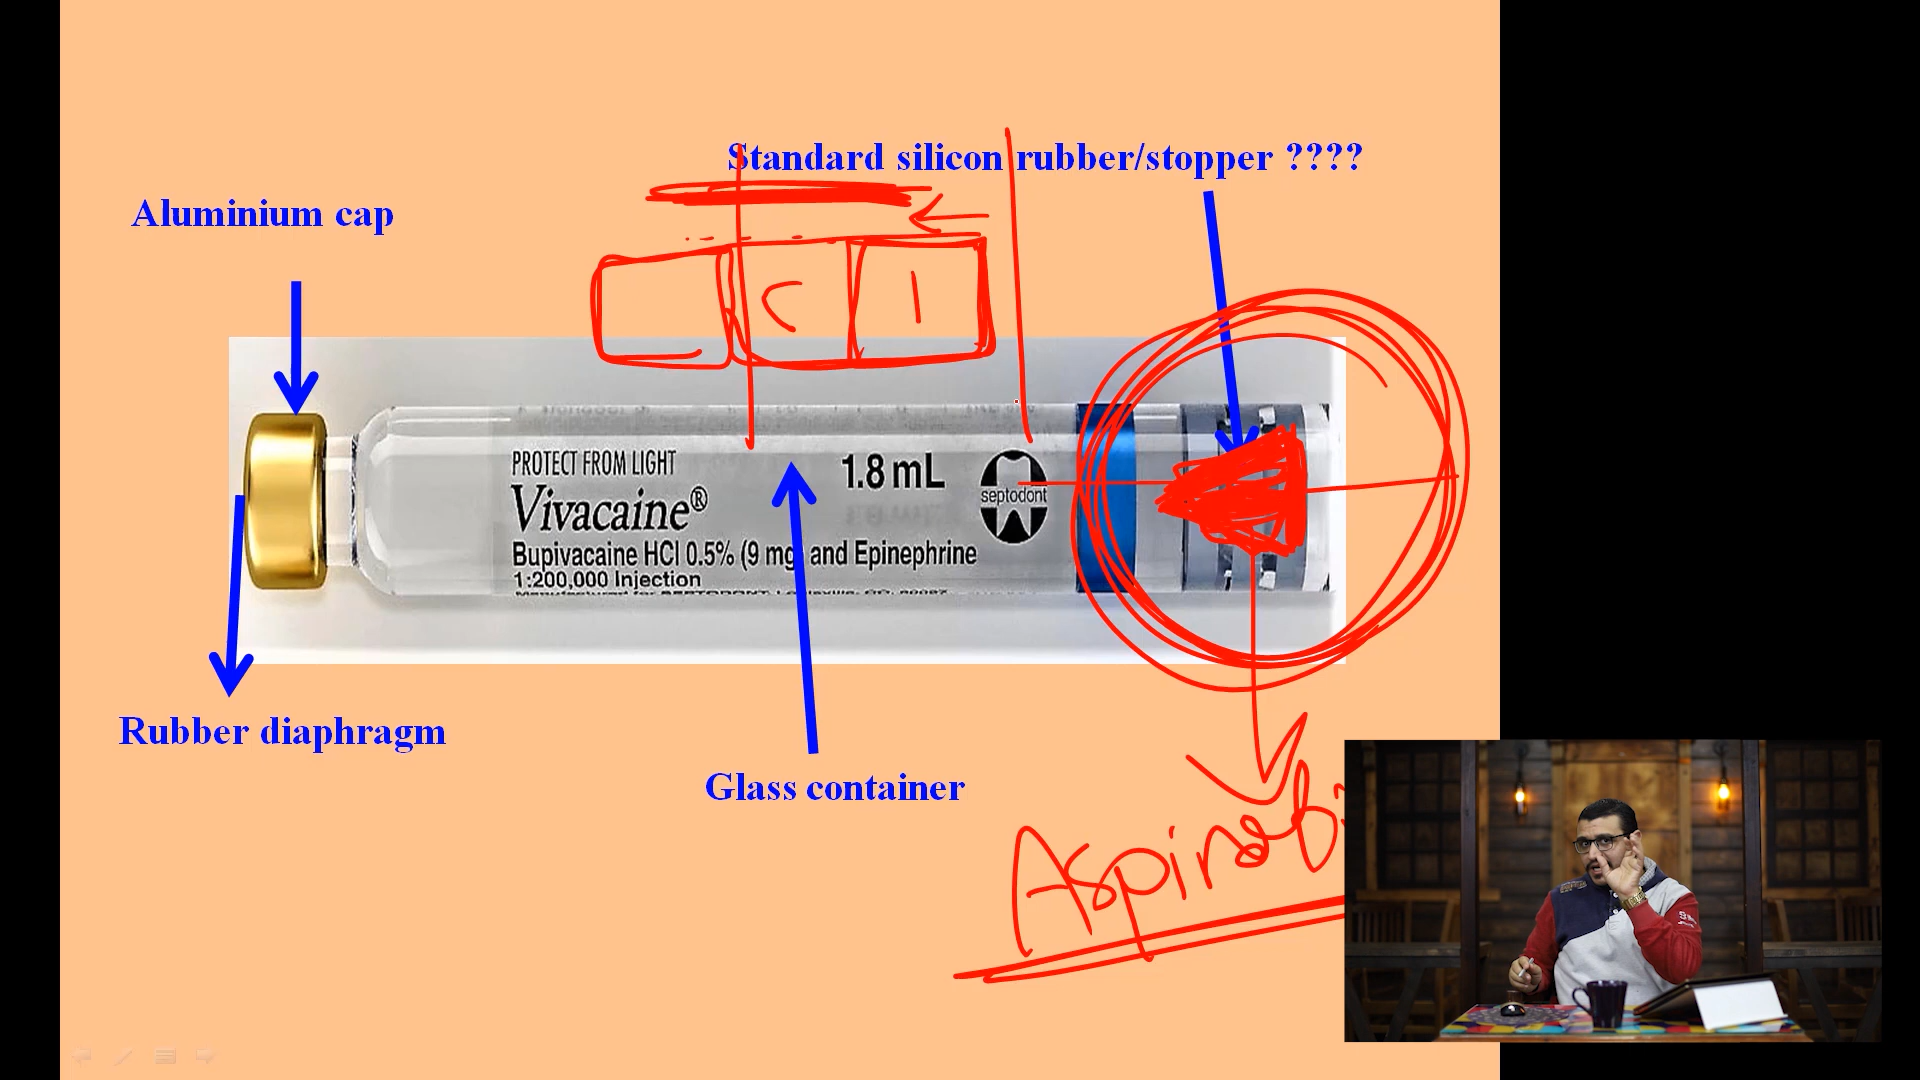 Standard silicon rubber/stopper ????
Aluminium cap
PROTECT FROM LIGHT
Vivacaine®
1.8 mL
septodont
Bupivacaine HCl 0.5% (9 mg) and Epinephrine
1:200,000 Injection
Rubber diaphragm
Glass container